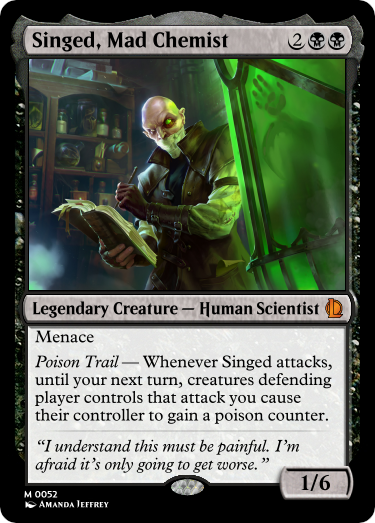 Singed, Mad Chemist 2
Legendary Creature — Human Scientist
Menace
Poison Trail — Whenever Singed attacks,
until your next turn, creatures defending
player controls that attack you cause
their controller to gain a poison counter.
“I understand this must be painful. I’m
afraid it’s only going to get worse.”
1/6
M 0052
Amanda Jeffrey